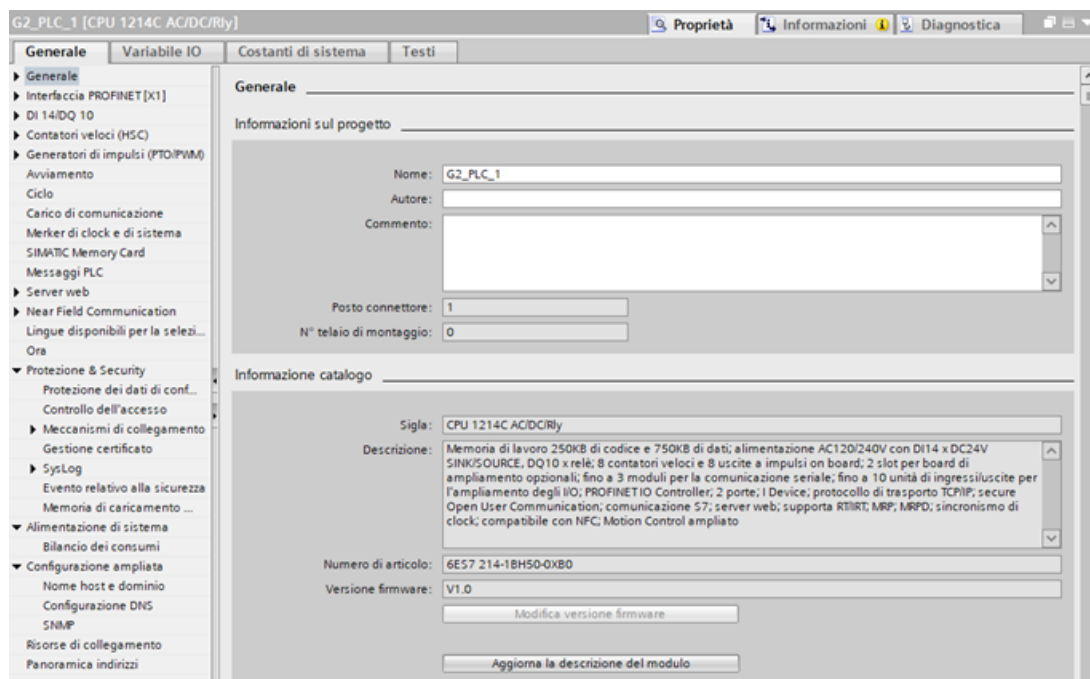 G2_PLC_1 [CPU 1214C AC/DC/Rly]
Proprietà
Informazioni
Diagnostica
Generale
Variabile IO
Costanti di sistema
Testi
Generale
Interfaccia PROFINET [X1]
DI 14/DQ 10
Contatori veloci (HSC)
Generatori di impulsi (PTO/PWM)
Avviamento
Ciclo
Carico di comunicazione
Merker di clock e di sistema
SIMATIC Memory Card
Messaggi PLC
Server web
Near Field Communication
Lingue disponibili per la selezi...
Ora
Protezione & Security
Protezione dei dati di conf...
Controllo dell'accesso
Meccanismi di collegamento
Gestione certificato
SysLog
Evento relativo alla sicurezza
Memoria di caricamento ...
Alimentazione di sistema
Bilancio dei consumi
Configurazione ampliata
Nome host e dominio
Configurazione DNS
SNMP
Risorse di collegamento
Panoramica indirizzi
Generale
Informazioni sul progetto
Nome: G2_PLC_1
Autore:
Commento:
Posto connettore: 1
N° telaio di montaggio: 0
Informazione catalogo
Sigla: CPU 1214C AC/DC/Rly
Descrizione: Memoria di lavoro 250KB di codice e 750KB di dati; alimentazione AC120/240V con DI14 x DC24V
SINK/SOURCE, DQ10 x relè; 8 contatori veloci e 8 uscite a impulsi on board; 2 slot per board di
ampliamento opzionali; fino a 3 moduli per la comunicazione seriale; fino a 10 unità di ingressi/uscite per
l'ampliamento degli I/O; PROFINET IO Controller; 2 porte; I Device; protocollo di trasporto TCP/IP; secure
Open User Communication; comunicazione S7; server web; supporta RT/IRT; MRP; MRPD; sincronismo di
clock; compatibile con NFC; Motion Control ampliato
Numero di articolo: 6ES7 214-1BH50-0XB0
Versione firmware: V1.0
Modifica versione firmware
Aggiorna la descrizione del modulo